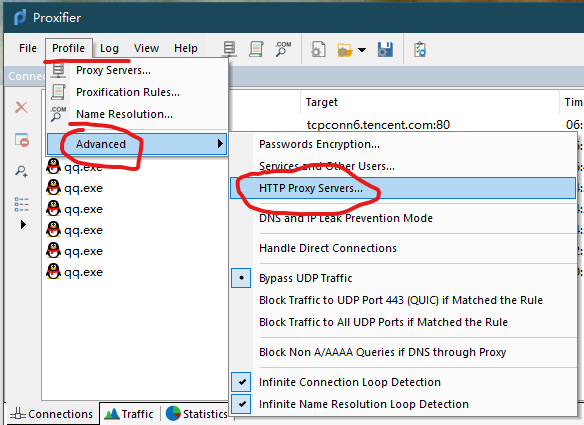 Proxifier
File Profile Log View Help .COM
Connec
Proxy Servers...
Proxification Rules...
.COM Name Resolution...
Target Tim
tcpconn6.tencent.com:80 06:
Advanced
Passwords Encryption...
Services and Other Users...
qq.exe
HTTP Proxy Servers...
qq.exe
DNS and IP Leak Prevention Mode
qq.exe
Handle Direct Connections
qq.exe
qq.exe
Bypass UDP Traffic
qq.exe
Block Traffic to UDP Port 443 (QUIC) if Matched the Rule
Block Traffic to All UDP Ports if Matched the Rule
Block Non A/AAAA Queries if DNS through Proxy
Infinite Connection Loop Detection
Infinite Name Resolution Loop Detection
Connections Traffic Statistics